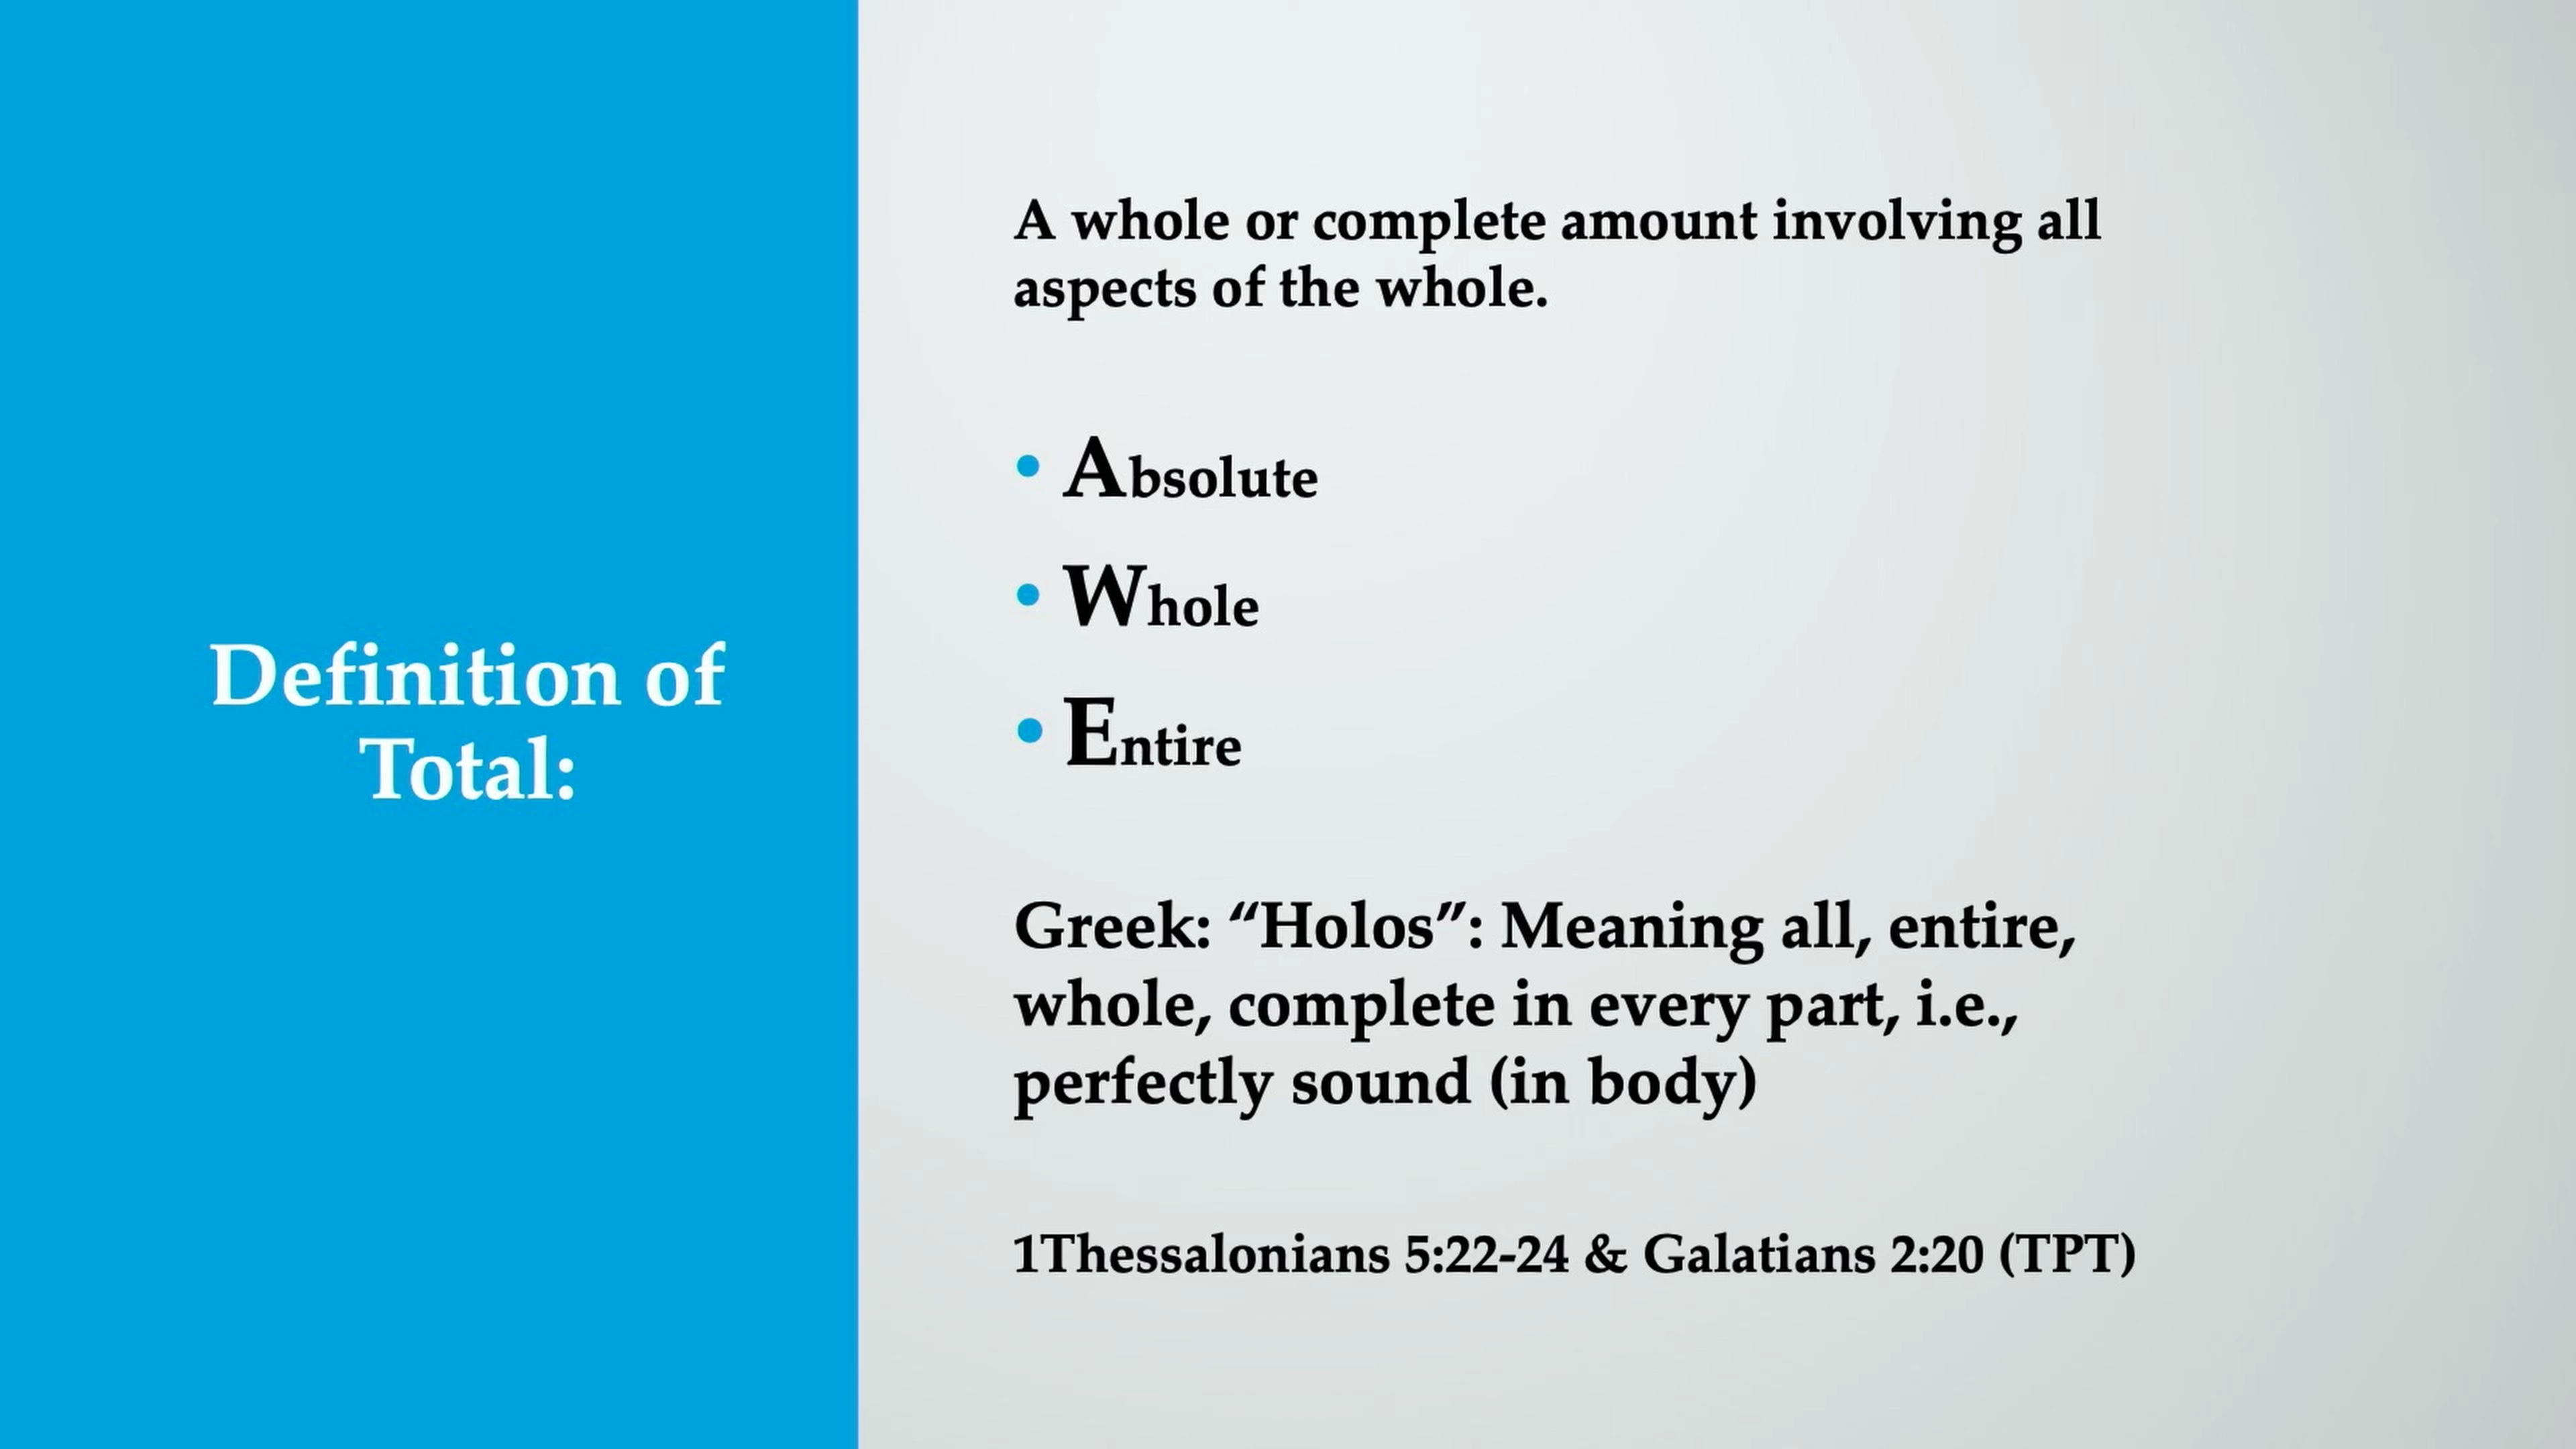 Definition of
Total:
A whole or complete amount involving all
aspects of the whole.
• Absolute
• Whole
• Entire
Greek: “Holos”: Meaning all, entire,
whole, complete in every part, i.e.,
perfectly sound (in body)
1Thessalonians 5:22-24 & Galatians 2:20 (TPT)